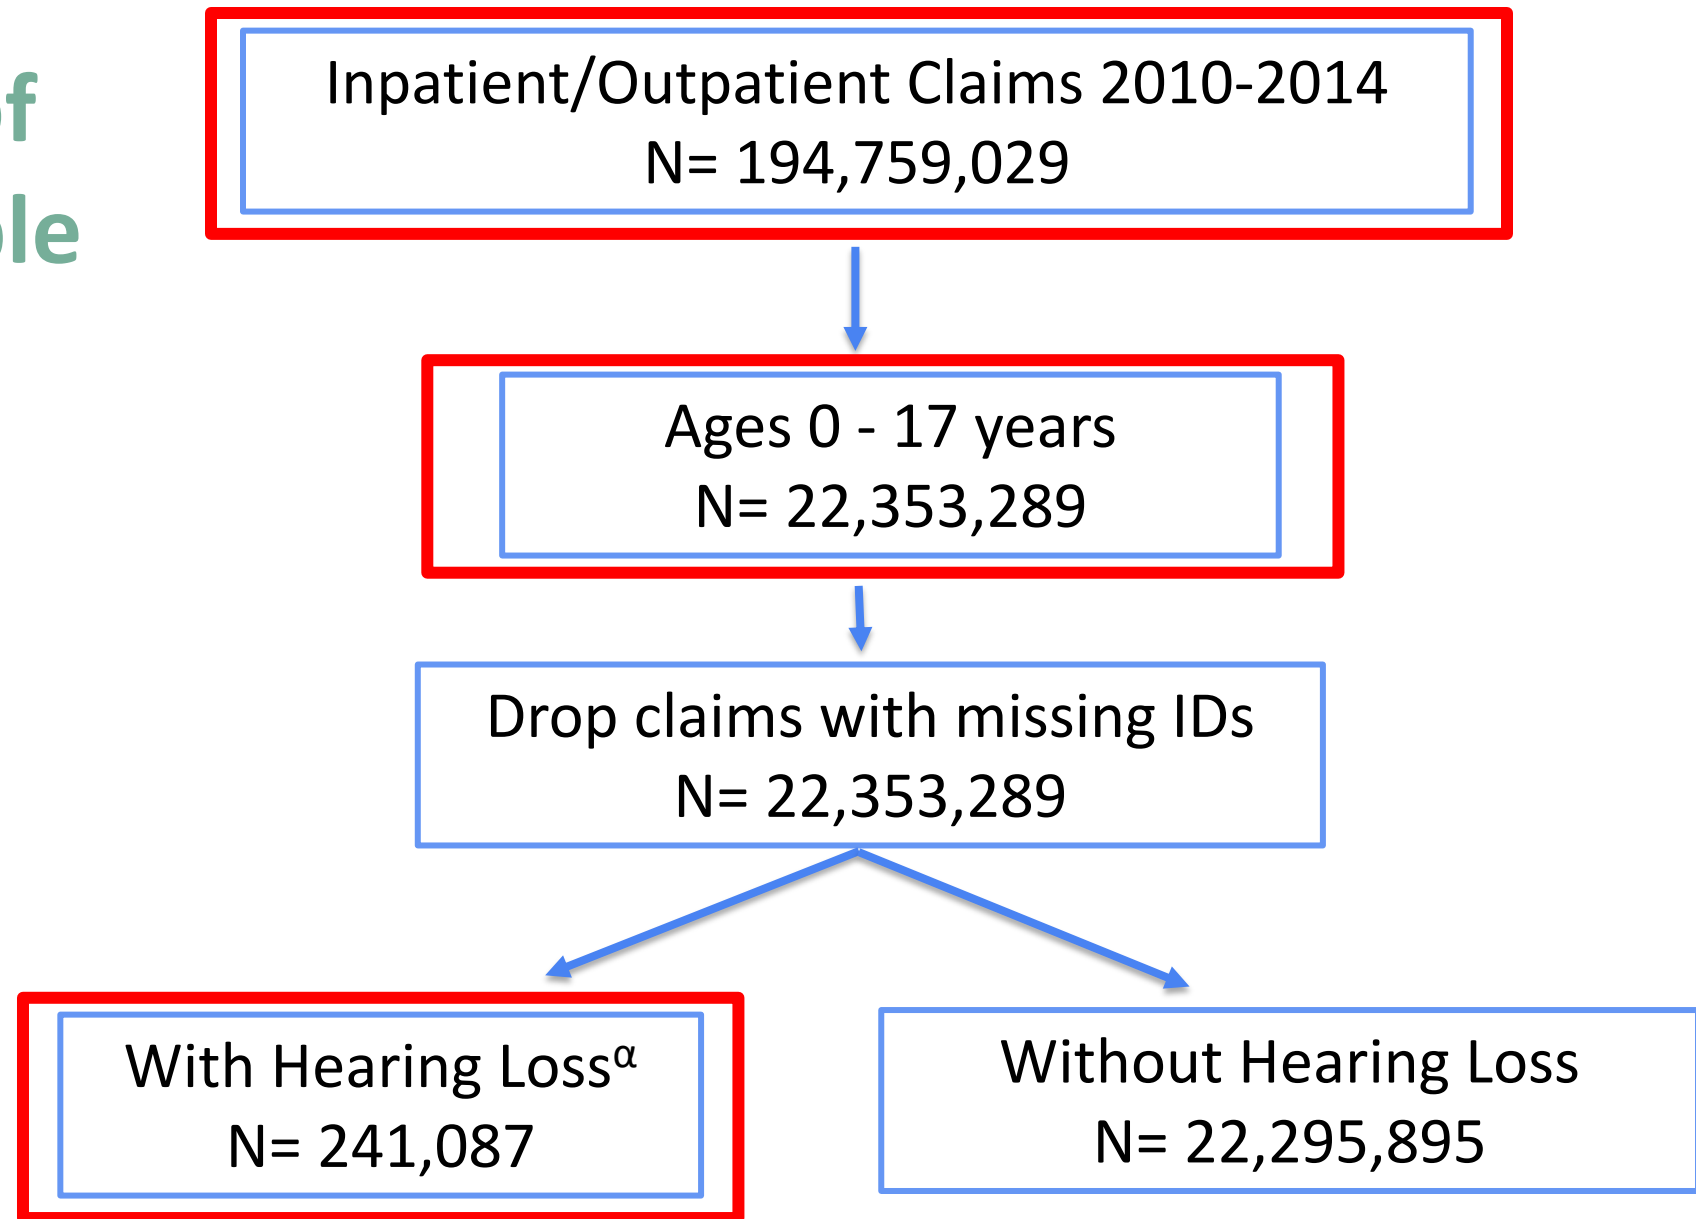 Inpatient/Outpatient Claims 2010-2014
N= 194,759,029
Ages 0 - 17 years
N= 22,353,289
Drop claims with missing IDs
N= 22,353,289
With Hearing Lossᵅ
N= 241,087
Without Hearing Loss
N= 22,295,895